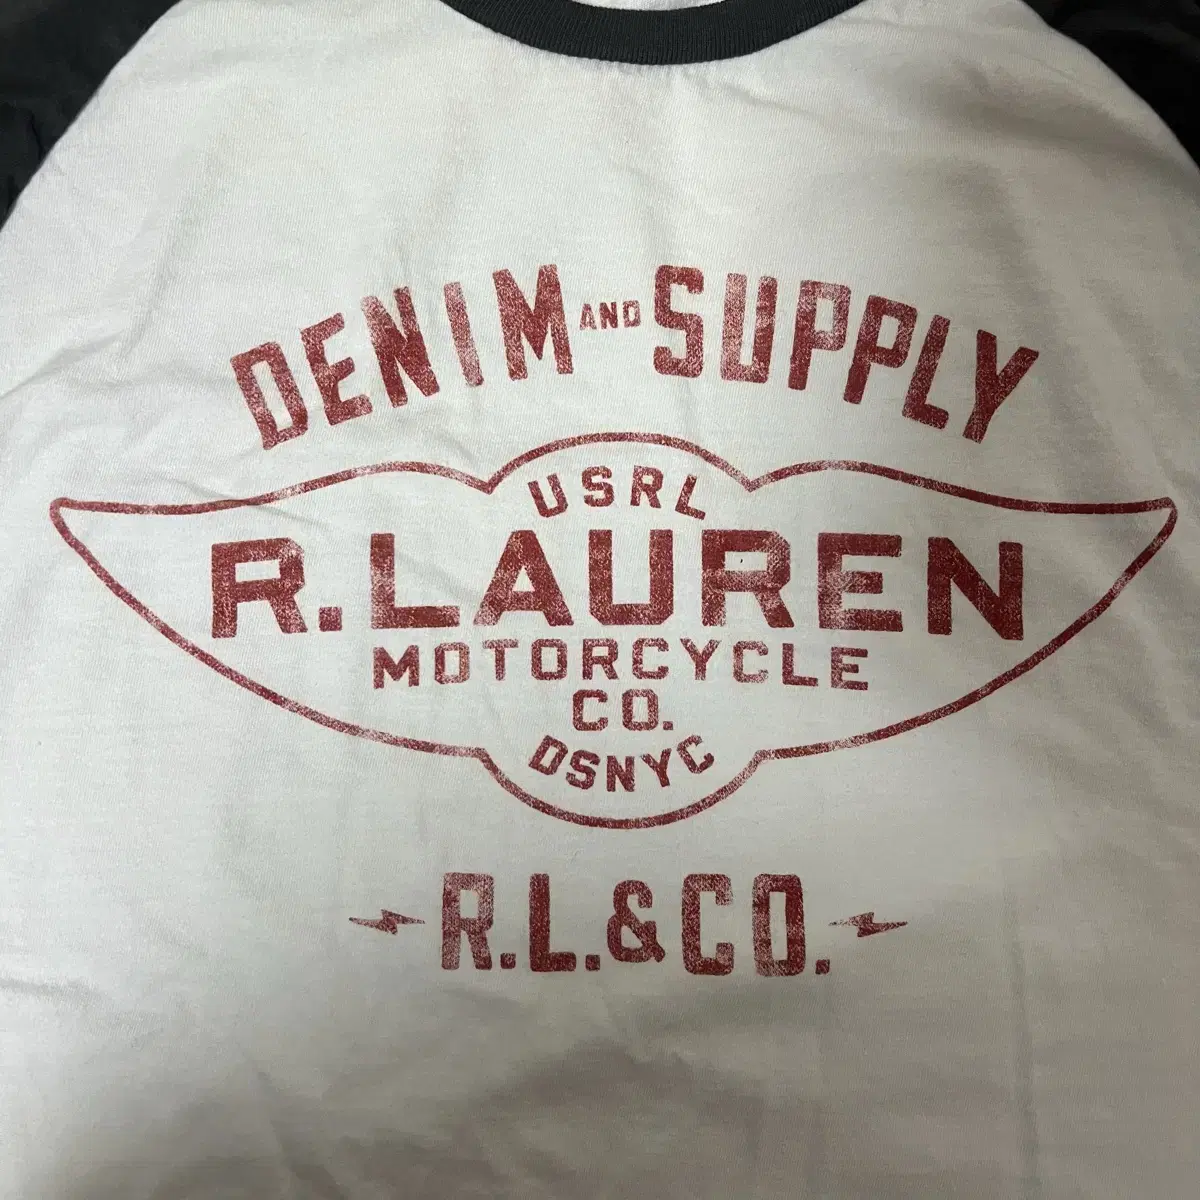 DENIM AND SUPPLY
USRL
R.LAUREN
MOTORCYCLE
CO.
DSNYC
R.L.&CO.